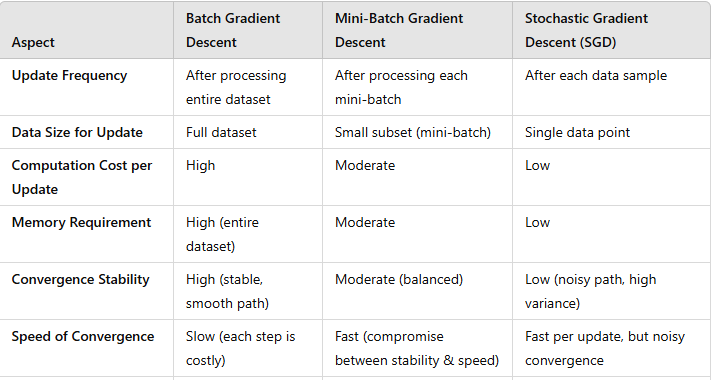 Aspect
Batch Gradient
Descent
Mini-Batch Gradient
Descent
Stochastic Gradient
Descent (SGD)
Update Frequency
After processing
entire dataset
After processing each
mini-batch
After each data sample
Data Size for Update
Full dataset
Small subset (mini-batch)
Single data point
Computation Cost per
Update
High
Moderate
Low
Memory Requirement
High (entire
dataset)
Moderate
Low
Convergence Stability
High (stable,
smooth path)
Moderate (balanced)
Low (noisy path, high
variance)
Speed of Convergence
Slow (each step is
costly)
Fast (compromise
between stability & speed)
Fast per update, but noisy
convergence